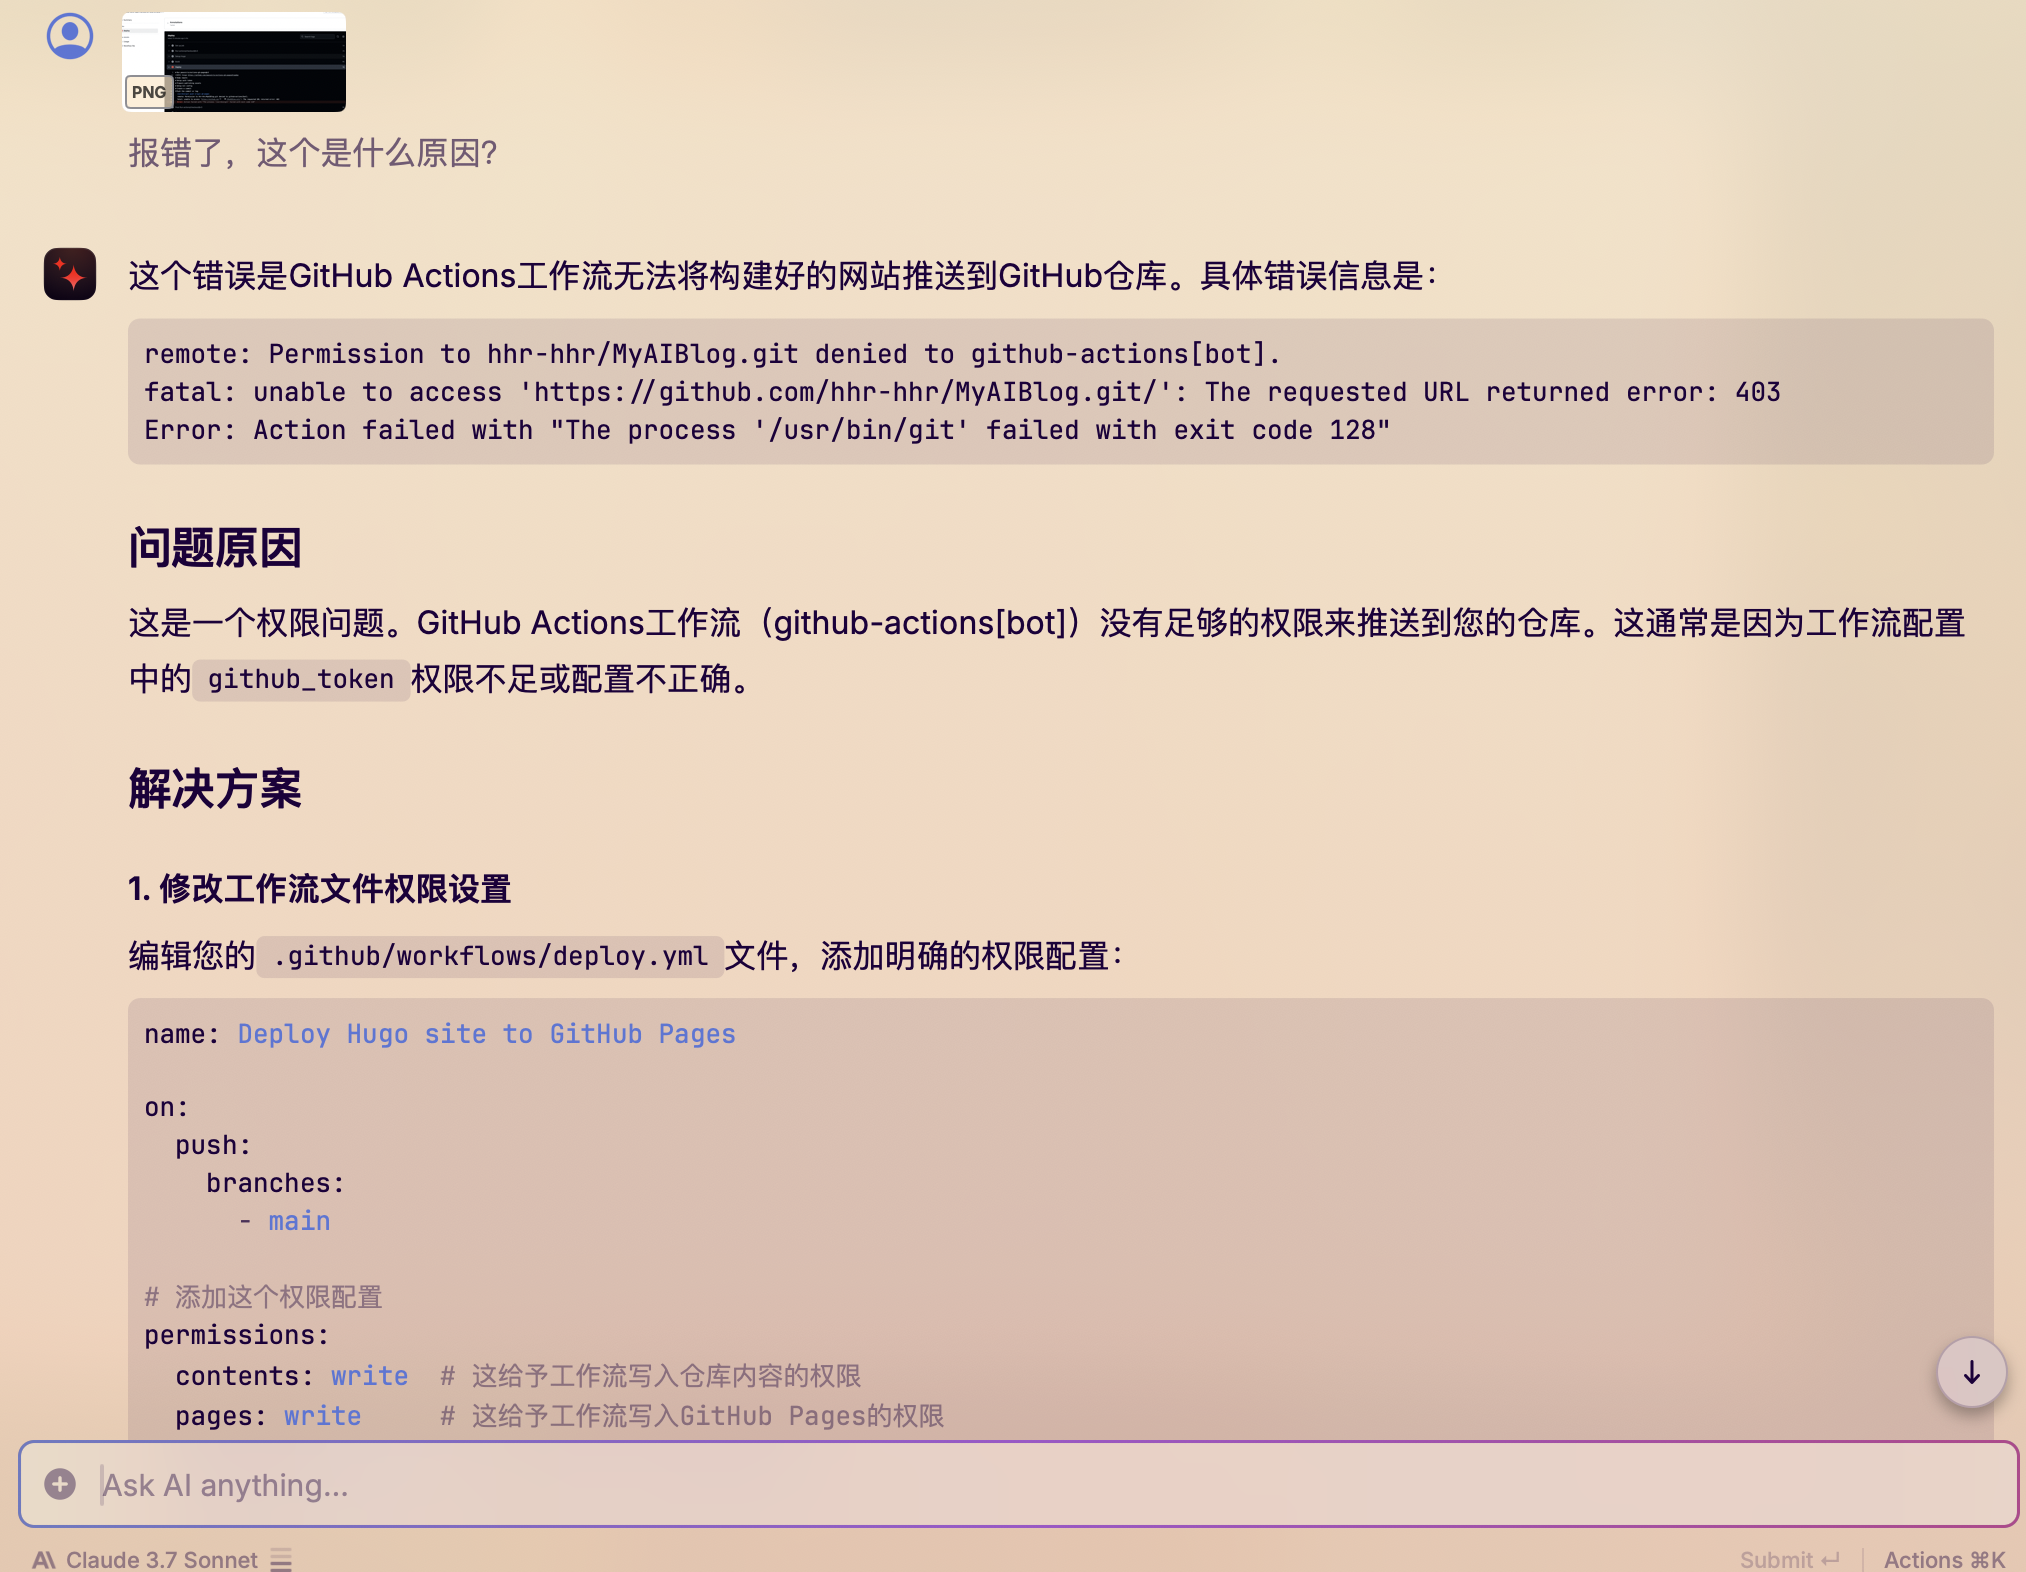 PNG
报错了，这个是什么原因?
这个错误是GitHub Actions工作流无法将构建好的网站推送到GitHub仓库。具体错误信息是：
remote: Permission to hhr-hhr/MyAIBlog.git denied to github-actions[bot].
fatal: unable to access 'https://github.com/hhr-hhr/MyAIBlog.git/': The requested URL returned error: 403
Error: Action failed with "The process '/usr/bin/git' failed with exit code 128"
问题原因
这是一个权限问题。GitHub Actions工作流（github-actions[bot]）没有足够的权限来推送到您的仓库。这通常是因为工作流配置
中的 github_token 权限不足或配置不正确。
解决方案
1. 修改工作流文件权限设置
编辑您的 .github/workflows/deploy.yml 文件，添加明确的权限配置：
name: Deploy Hugo site to GitHub Pages
on:
  push:
    branches:
      - main
# 添加这个权限配置
permissions:
  contents: write  # 这给予工作流写入仓库内容的权限
  pages: write     # 这给予工作流写入GitHub Pages的权限
Ask AI anything...
Claude 3.7 Sonnet
Submit ↵ | Actions ⌘K